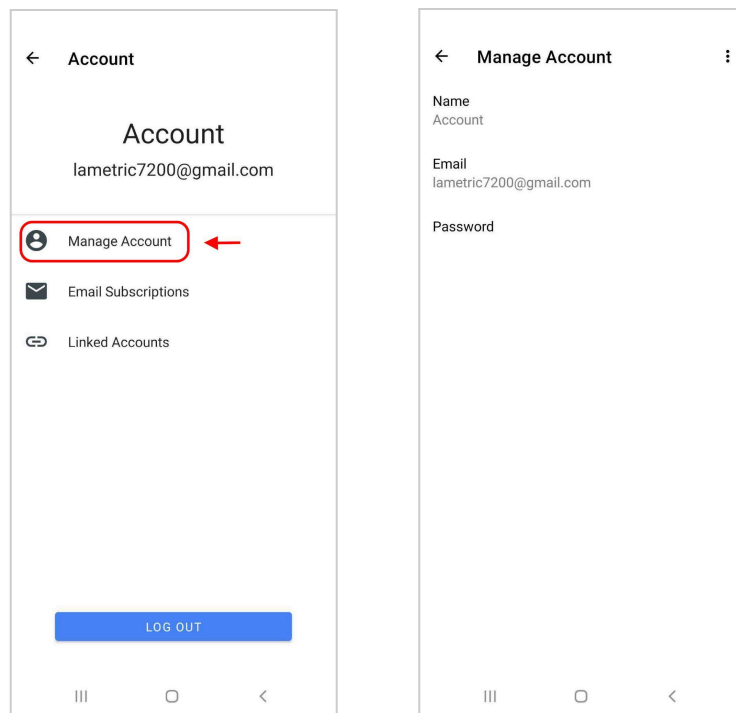 Account
Account
lametric7200@gmail.com
Manage Account
Email Subscriptions
Linked Accounts
LOG OUT
Manage Account
Name
Account
Email
lametric7200@gmail.com
Password